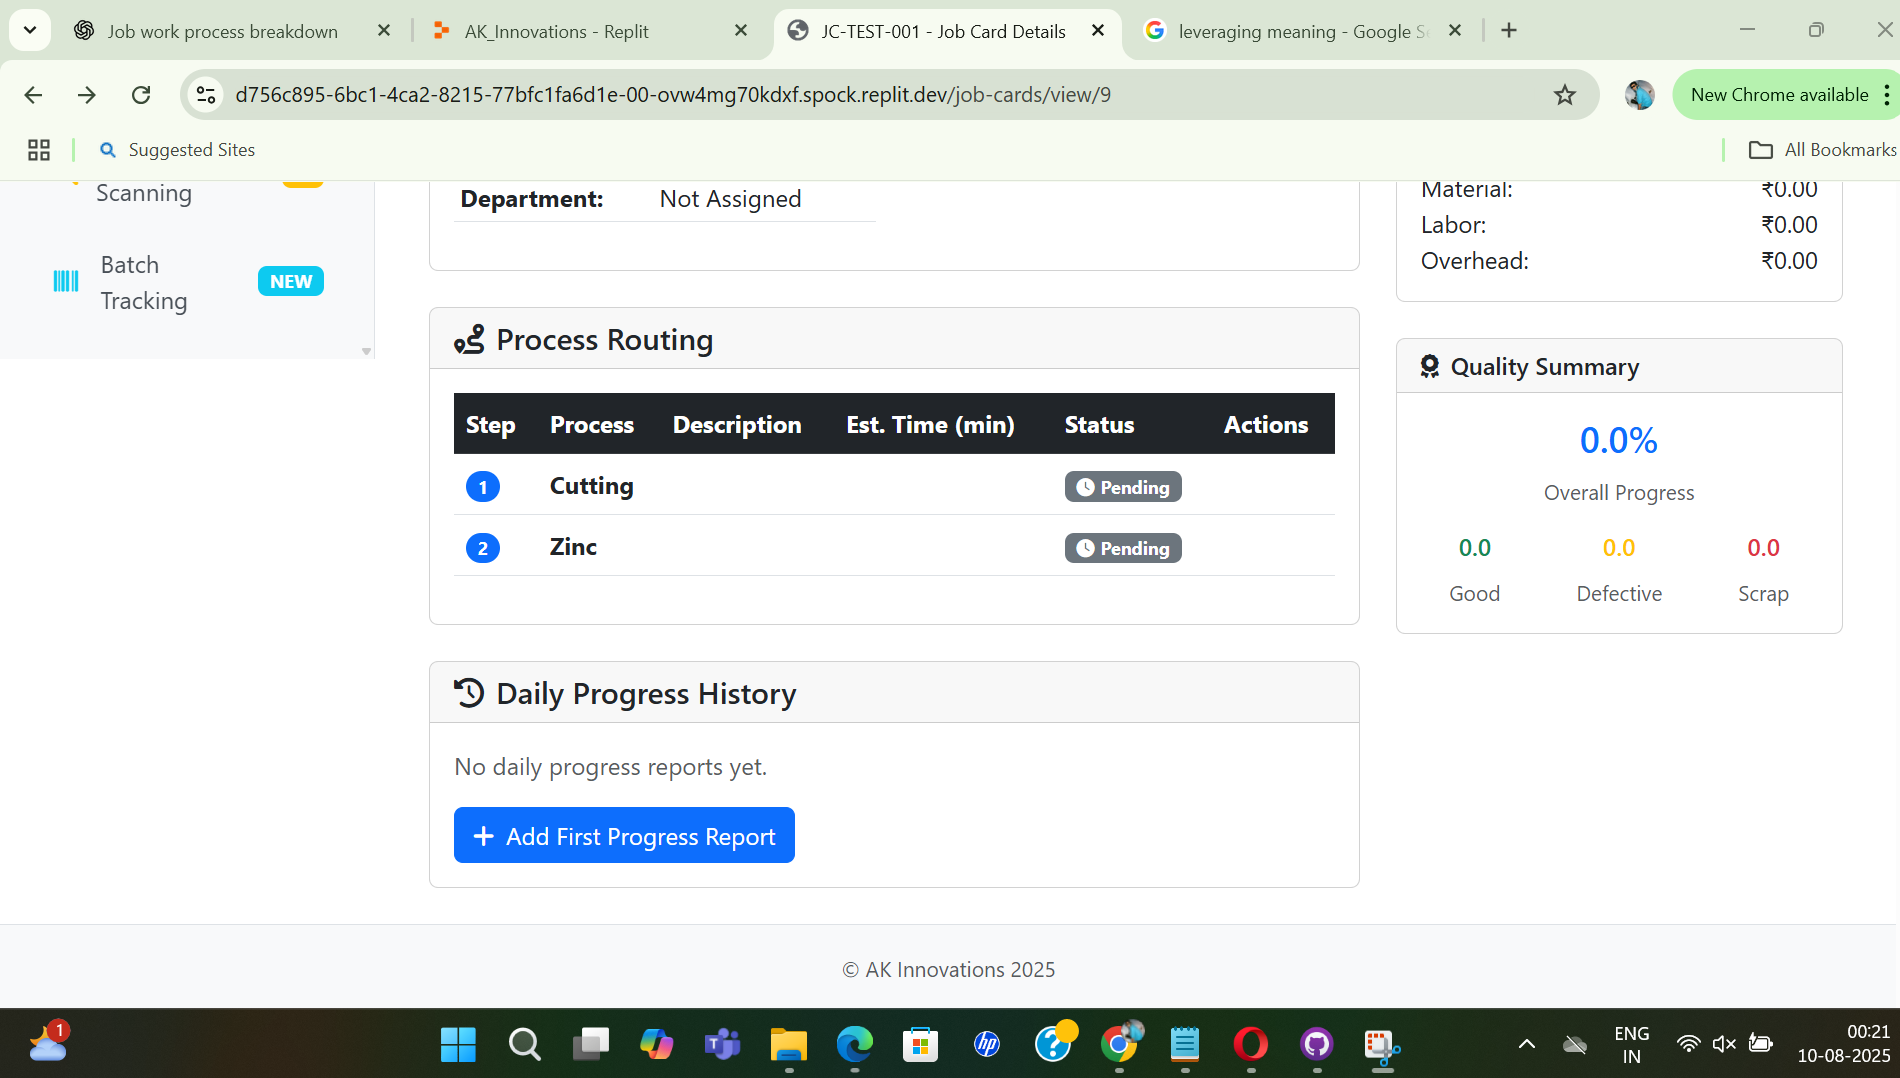 Job work process breakdown
AK_Innovations - Replit
JC-TEST-001 - Job Card Details
leveraging meaning - Google S
d756c895-6bc1-4ca2-8215-77bfc1fa6d1e-00-ovw4mg70kdxf.spock.replit.dev/job-cards/view/9
New Chrome available
Suggested Sites
All Bookmarks
Scanning
Batch
Tracking
NEW
Department: Not Assigned
Material: ₹0.00
Labor: ₹0.00
Overhead: ₹0.00
Process Routing
Step Process Description Est. Time (min) Status Actions
1 Cutting Pending
2 Zinc Pending
Quality Summary
0.0%
Overall Progress
0.0 0.0 0.0
Good Defective Scrap
Daily Progress History
No daily progress reports yet.
+ Add First Progress Report
© AK Innovations 2025
1
hp
ENG
IN
00:21
10-08-2025